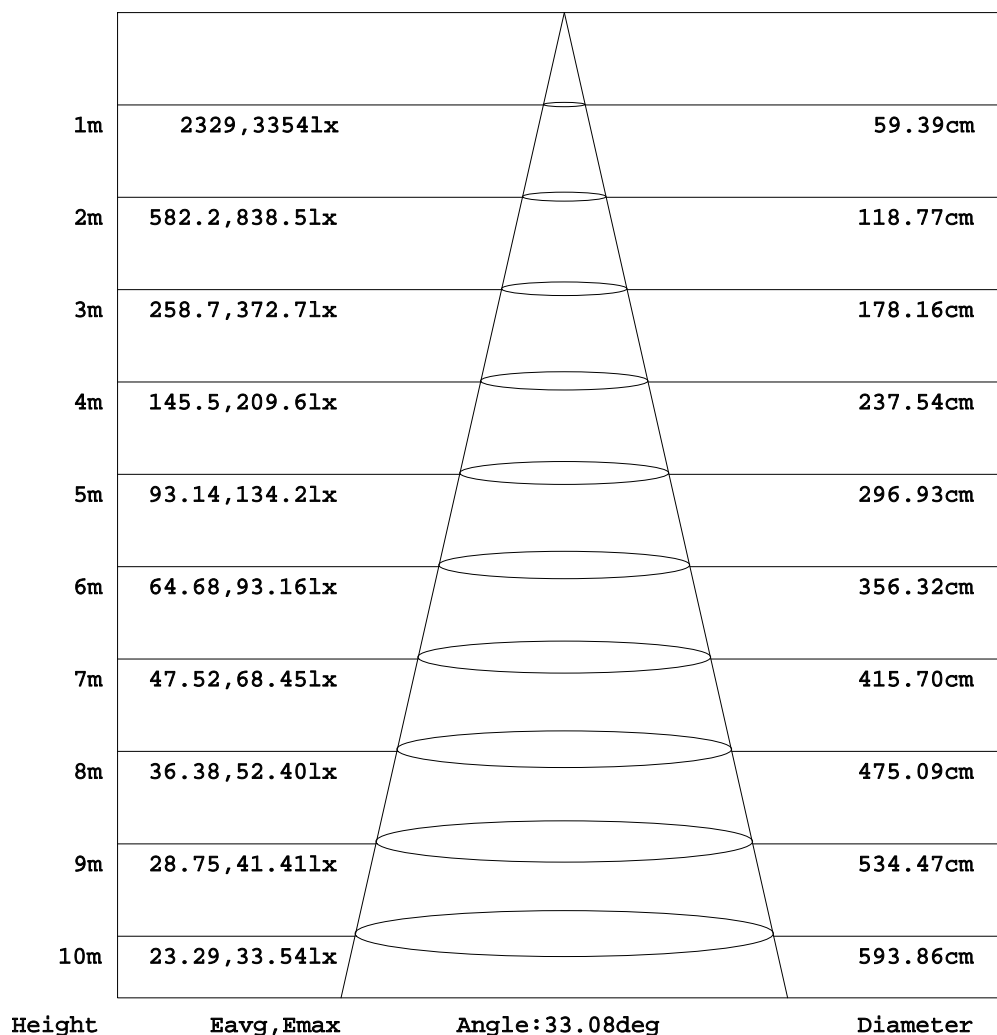 1m 2329,3354lx 59.39cm
2m 582.2,838.5lx 118.77cm
3m 258.7,372.7lx 178.16cm
4m 145.5,209.6lx 237.54cm
5m 93.14,134.2lx 296.93cm
6m 64.68,93.16lx 356.32cm
7m 47.52,68.45lx 415.70cm
8m 36.38,52.40lx 475.09cm
9m 28.75,41.41lx 534.47cm
10m 23.29,33.54lx 593.86cm
Height Eavg,Emax Angle:33.08deg Diameter